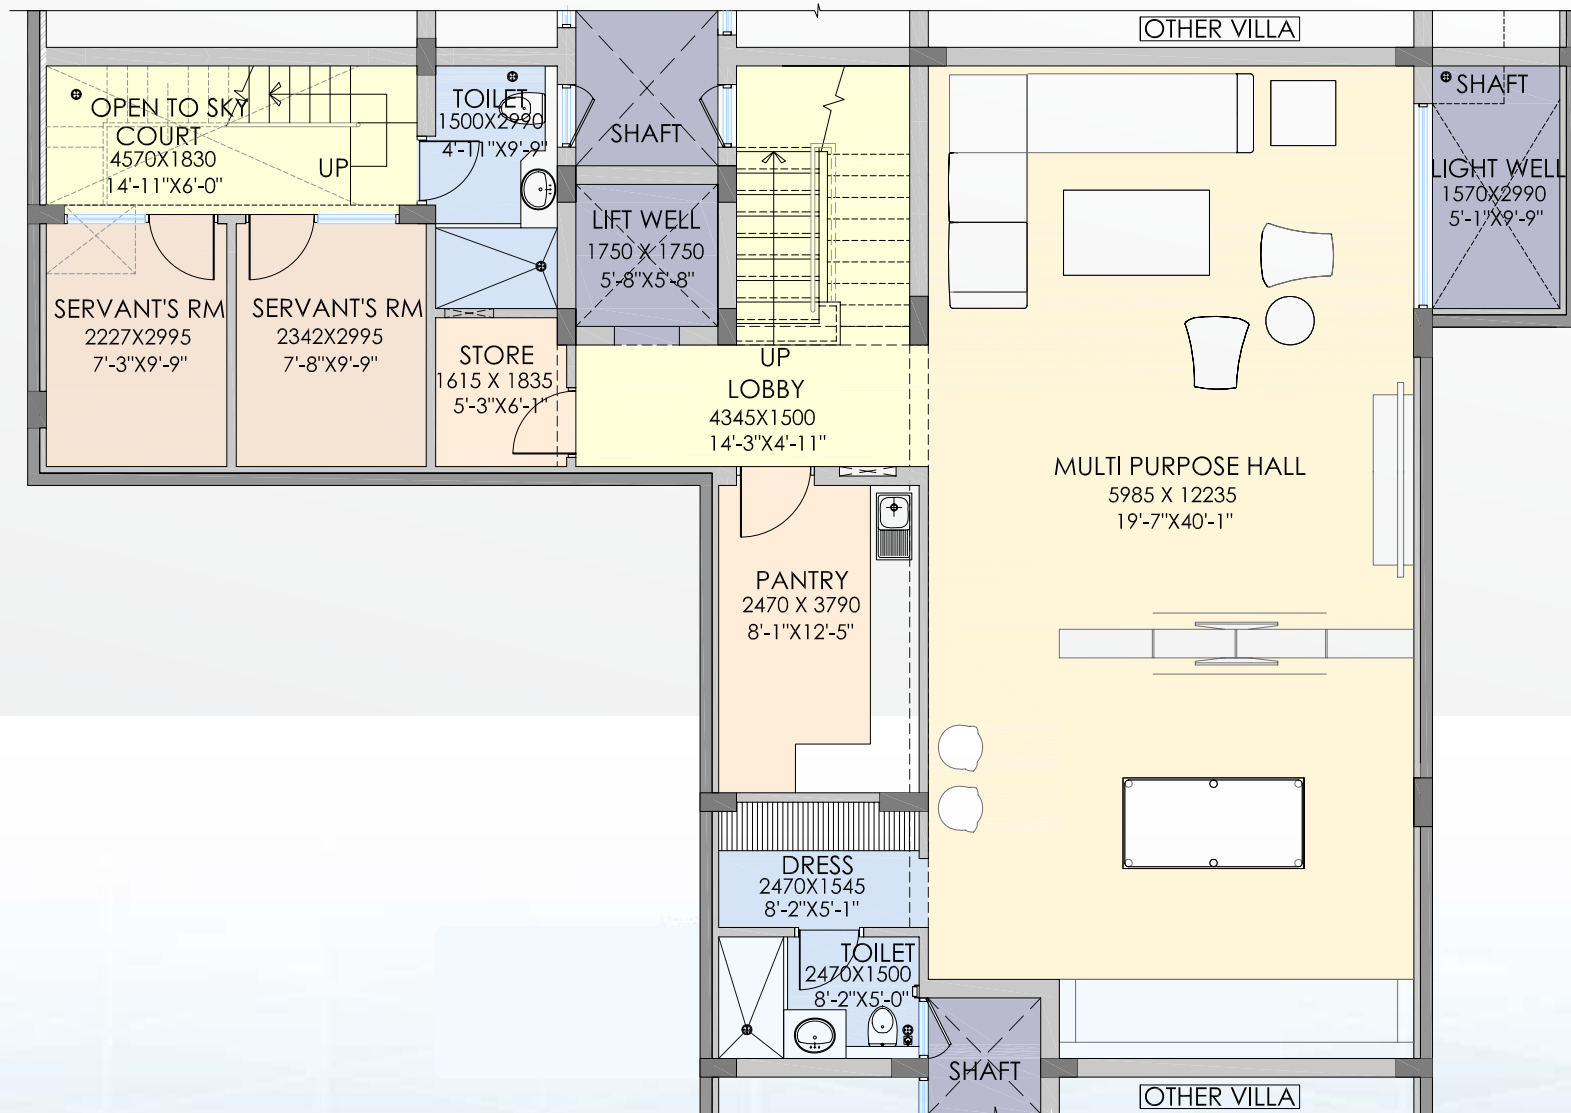 OTHER VILLA
OPEN TO SKY
COURT
4570X1830
14'-11"X6'-0"
UP
TOILET
1500X2990
4'-11"X9'-9"
SHAFT
SHAFT
LIGHT WELL
1570X2990
5'-1"X9'-9"
LIFT WELL
1750 X 1750
5'-8"X5'-8"
SERVANT'S RM
2227X2995
7'-3"X9'-9"
SERVANT'S RM
2342X2995
7'-8"X9'-9"
STORE
1615 X 1835
5'-3"X6'-1"
UP
LOBBY
4345X1500
14'-3"X4'-11"
MULTI PURPOSE HALL
5985 X 12235
19'-7"X40'-1"
PANTRY
2470 X 3790
8'-1"X12'-5"
DRESS
2470X1545
8'-2"X5'-1"
TOILET
2470X1500
8'-2"X5'-0"
SHAFT
OTHER VILLA